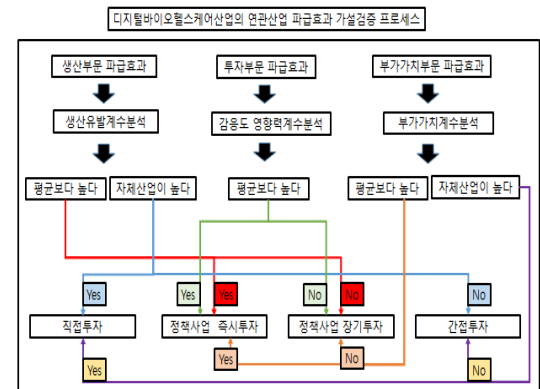 디지털바이오헬스케어산업의 연관산업 파급효과 가설검증 프로세스
생산부문 파급효과
투자부문 파급효과
부가가치부문 파급효과
생산유발계수분석
감응도 영향력계수분석
부가가치계수분석
평균보다 높다
자체산업이 높다
평균보다 높다
평균보다 높다
자체산업이 높다
Yes
Yes
Yes
No
No
No
직접투자
정책사업 즉시투자
정책사업 장기투자
간접투자
Yes
Yes
No
No